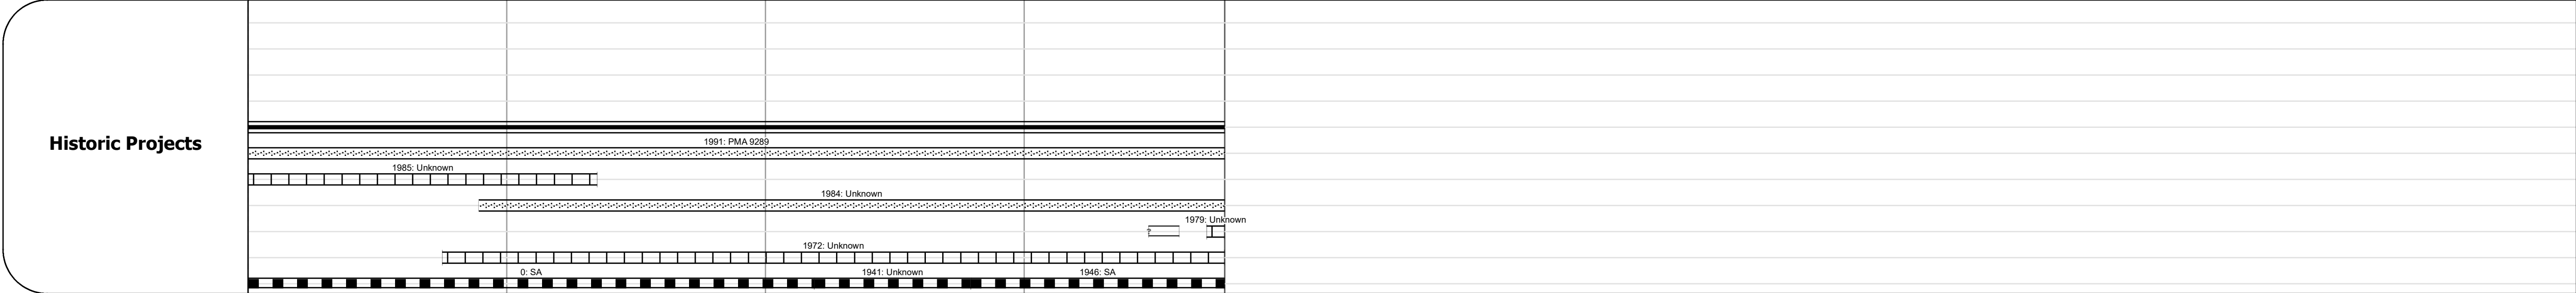 Historic Projects
1991: PMA 9289
1985: Unknown
1984: Unknown
1979: Unknown
?
1972: Unknown
0: SA
1941: Unknown
1946: SA